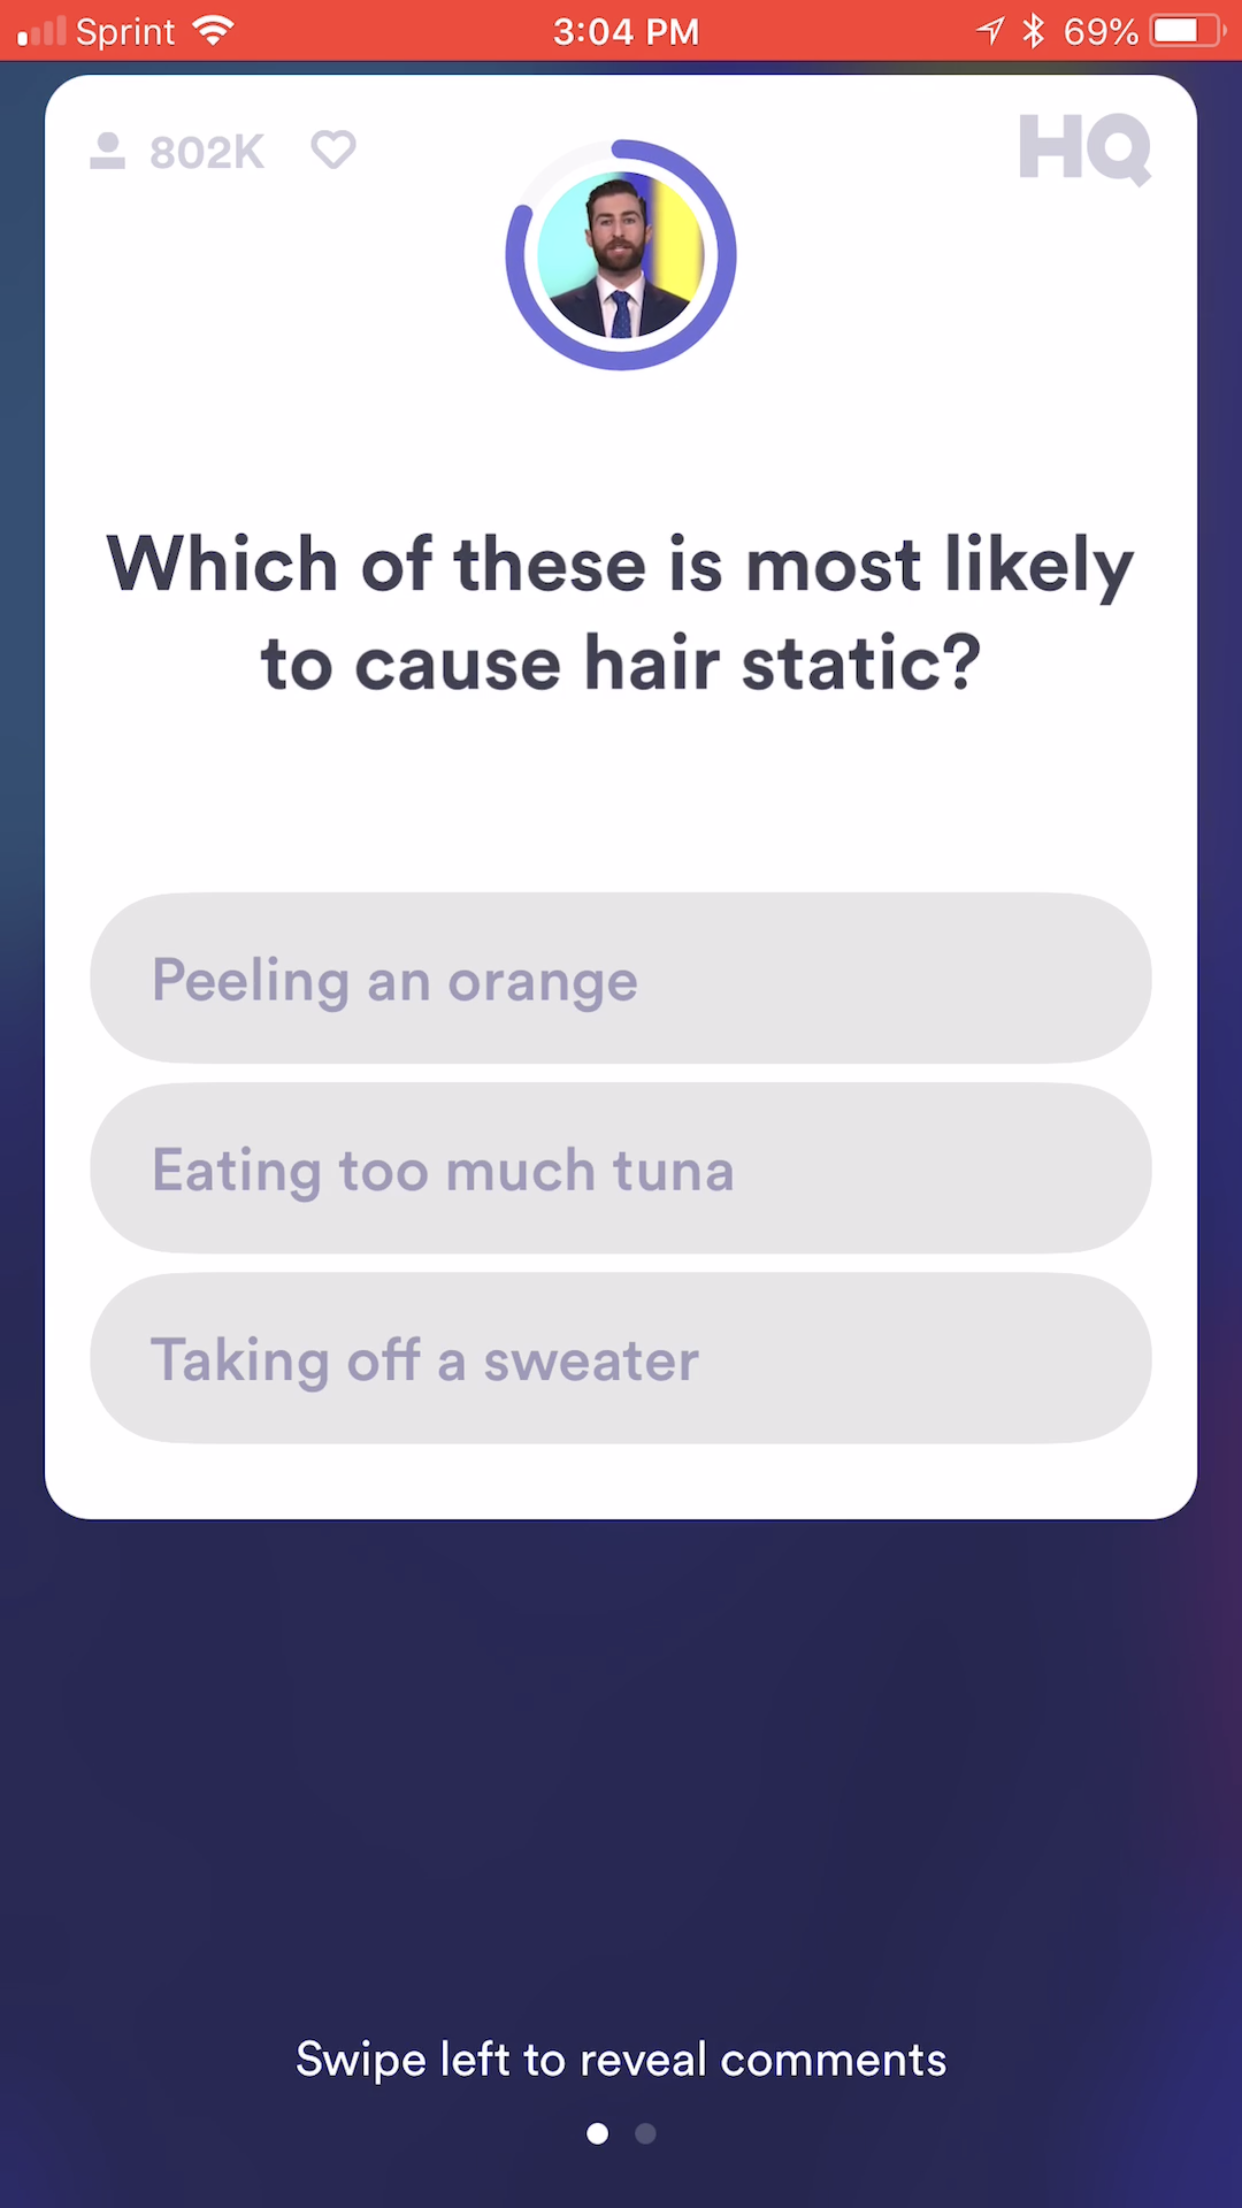 Sprint 3:04 PM 69%
802K HQ
Which of these is most likely
to cause hair static?
Peeling an orange
Eating too much tuna
Taking off a sweater
Swipe left to reveal comments